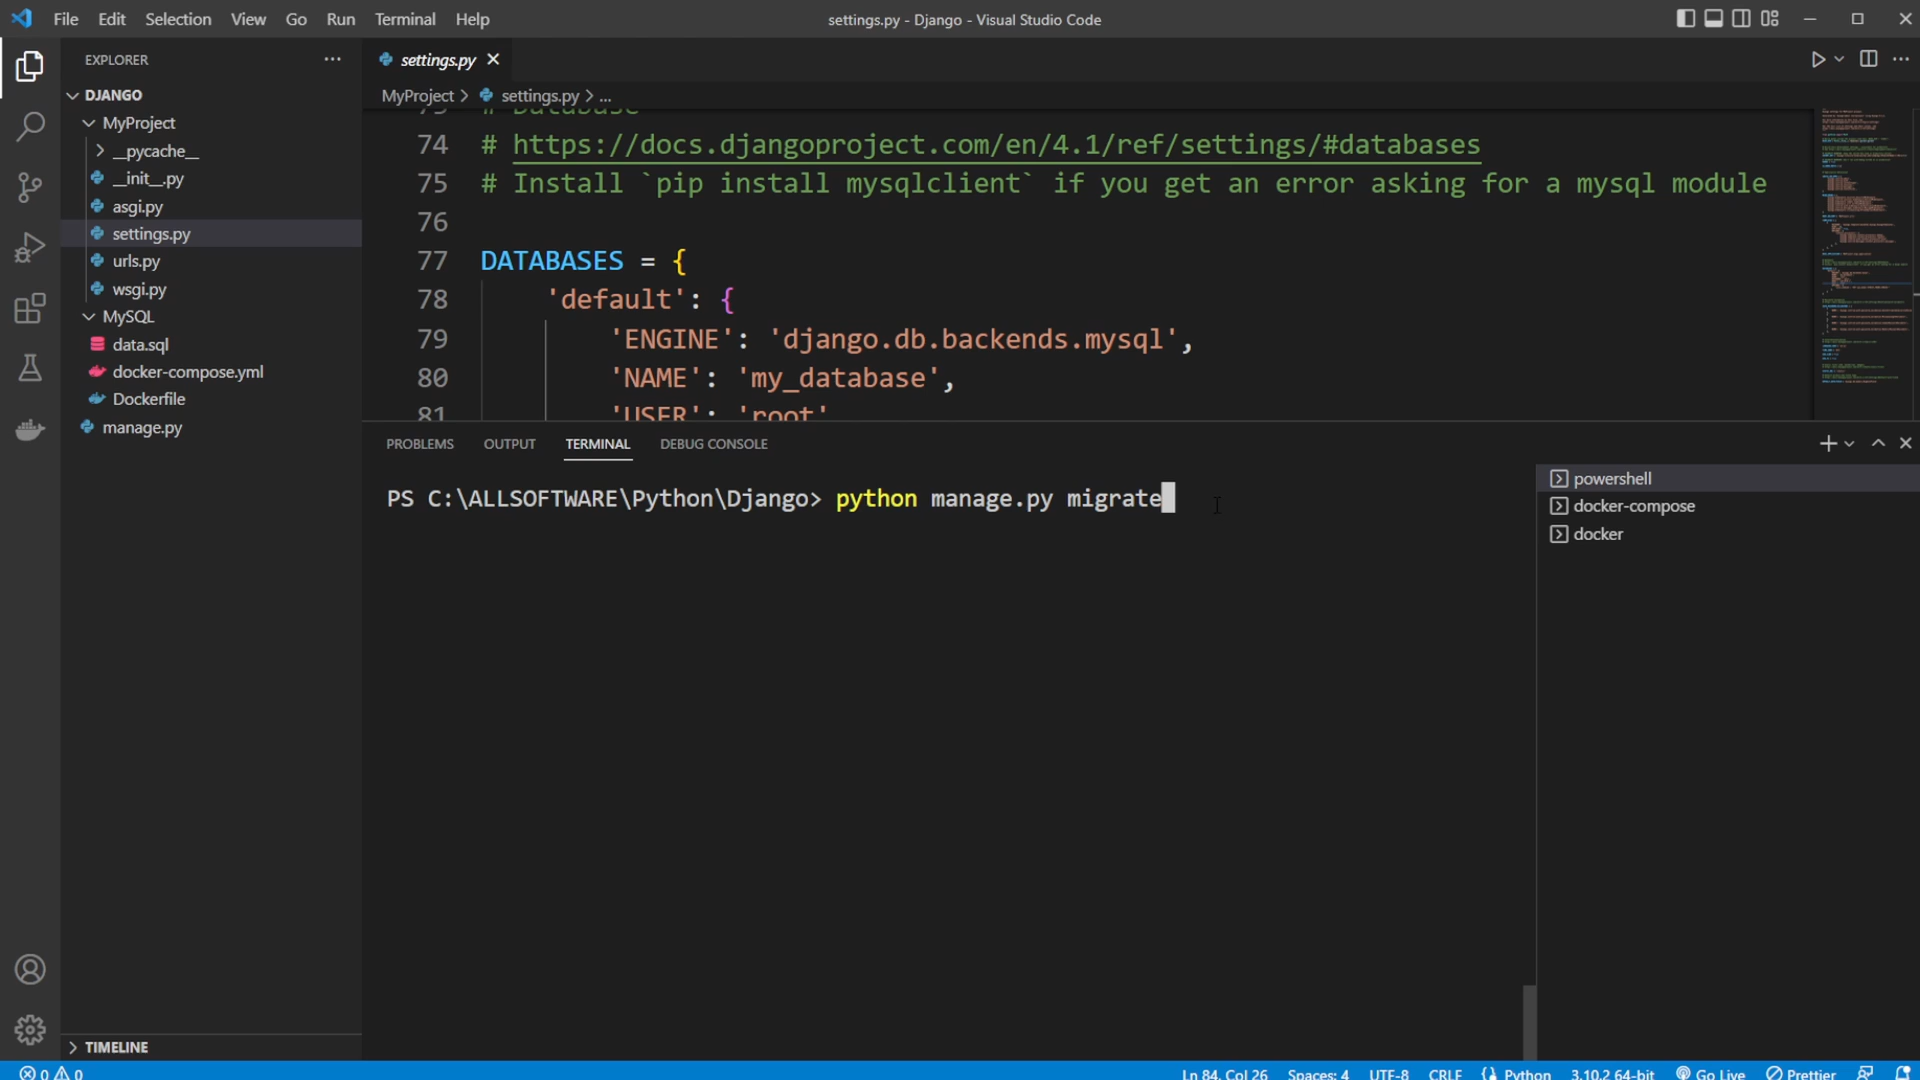 File Edit Selection View Go Run Terminal Help
settings.py - Django - Visual Studio Code
EXPLORER
DJANGO
MyProject
__pycache__
__init__.py
asgi.py
settings.py
urls.py
wsgi.py
MySQL
data.sql
docker-compose.yml
Dockerfile
manage.py
TIMELINE
settings.py
MyProject > settings.py > ...
73 # Database
74 # https://docs.djangoproject.com/en/4.1/ref/settings/#databases
75 # Install `pip install mysqlclient` if you get an error asking for a mysql module
76
77 DATABASES = {
78 'default': {
79 'ENGINE': 'django.db.backends.mysql',
80 'NAME': 'my_database',
81 'USER': 'root'
PROBLEMS OUTPUT TERMINAL DEBUG CONSOLE
PS C:\ALLSOFTWARE\Python\Django> python manage.py migrate
powershell
docker-compose
docker
0 0
Ln 84, Col 26 Spaces: 4 UTF-8 CRLF Python 3.10.2 64-bit Go Live Prettier